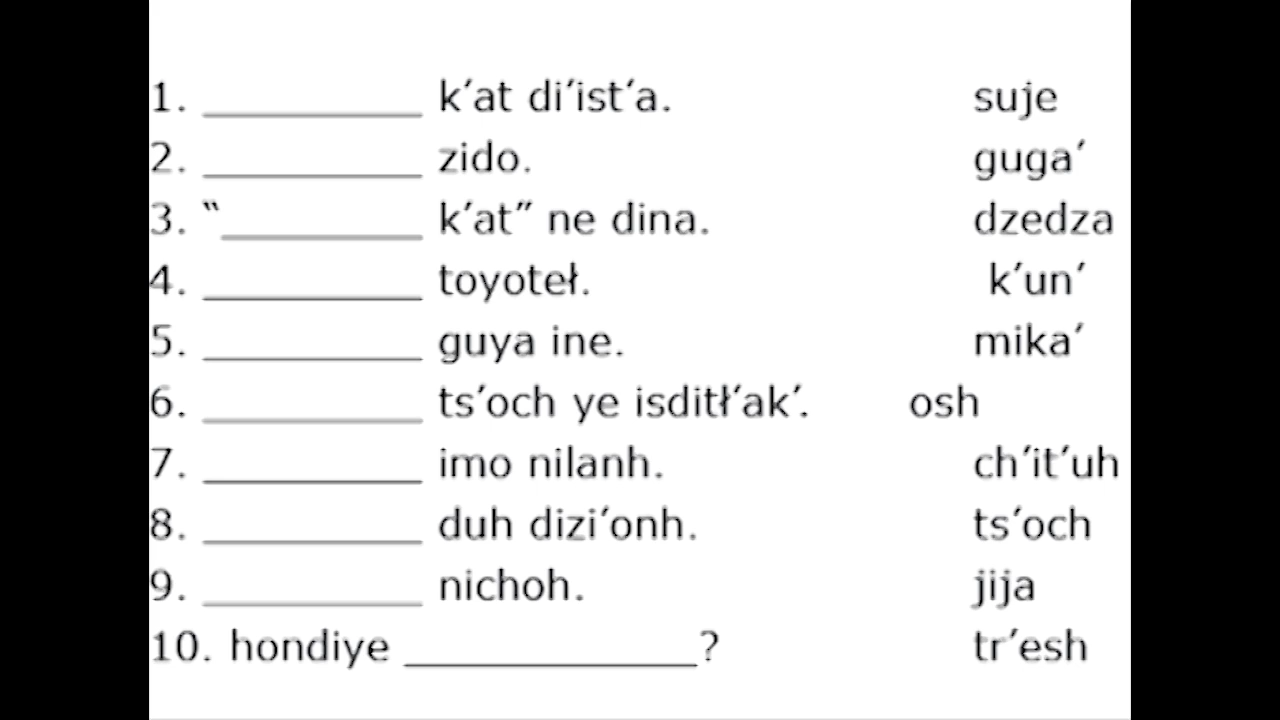 1. __________ k′at di′ist′a. suje
2. __________ zido. guga′
3. “_________ k′at” ne dina. dzedza
4. __________ toyoteł. k′un′
5. __________ guya ine. mika′
6. __________ ts′och ye isditł′ak′. osh
7. __________ imo nilanh. ch′it′uh
8. __________ duh dizi′onh. ts′och
9. __________ nichoh. jija
10. hondiye _____________? tr′esh